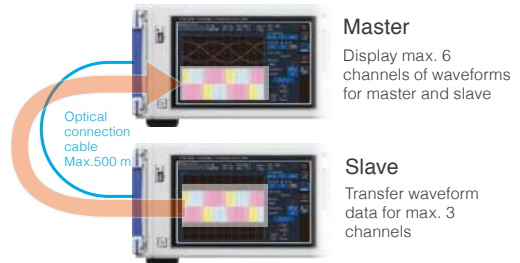 Master
Display max. 6
channels of waveforms
for master and slave
Optical
connection
cable
Max.500 m
Slave
Transfer waveform
data for max. 3
channels